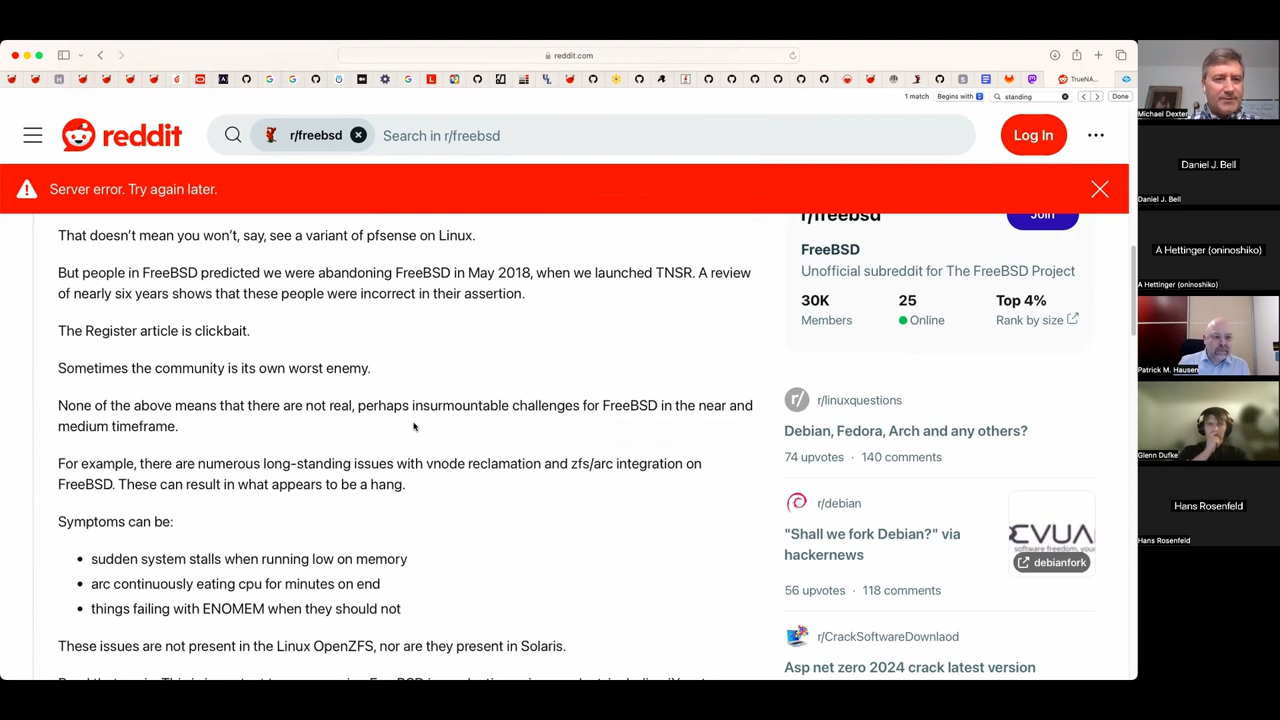 reddit.com
1 match
Begins with
standing
Done
TrueNA...
reddit
r/freebsd
Search in r/freebsd
Log In
Server error. Try again later.
That doesn't mean you won't, say, see a variant of pfsense on Linux.
But people in FreeBSD predicted we were abandoning FreeBSD in May 2018, when we launched TNSR. A review
of nearly six years shows that these people were incorrect in their assertion.
The Register article is clickbait.
Sometimes the community is its own worst enemy.
None of the above means that there are not real, perhaps insurmountable challenges for FreeBSD in the near and
medium timeframe.
For example, there are numerous long-standing issues with vnode reclamation and zfs/arc integration on
FreeBSD. These can result in what appears to be a hang.
Symptoms can be:
• sudden system stalls when running low on memory
• arc continuously eating cpu for minutes on end
• things failing with ENOMEM when they should not
These issues are not present in the Linux OpenZFS, nor are they present in Solaris.
r/freebsd
Join
FreeBSD
Unofficial subreddit for The FreeBSD Project
30K
25
Top 4%
Members
Online
Rank by size
r/linuxquestions
Debian, Fedora, Arch and any others?
74 upvotes · 140 comments
r/debian
"Shall we fork Debian?" via
hackernews
EVUA
software freedom, your
debianfork
56 upvotes · 118 comments
r/CrackSoftwareDownlaod
Asp net zero 2024 crack latest version
Michael Dexter
Daniel J. Bell
Daniel J. Bell
A Hettinger (oninoshiko)
A Hettinger (oninoshiko)
Patrick M. Hausen
Glenn Dufke
Hans Rosenfeld
Hans Rosenfeld